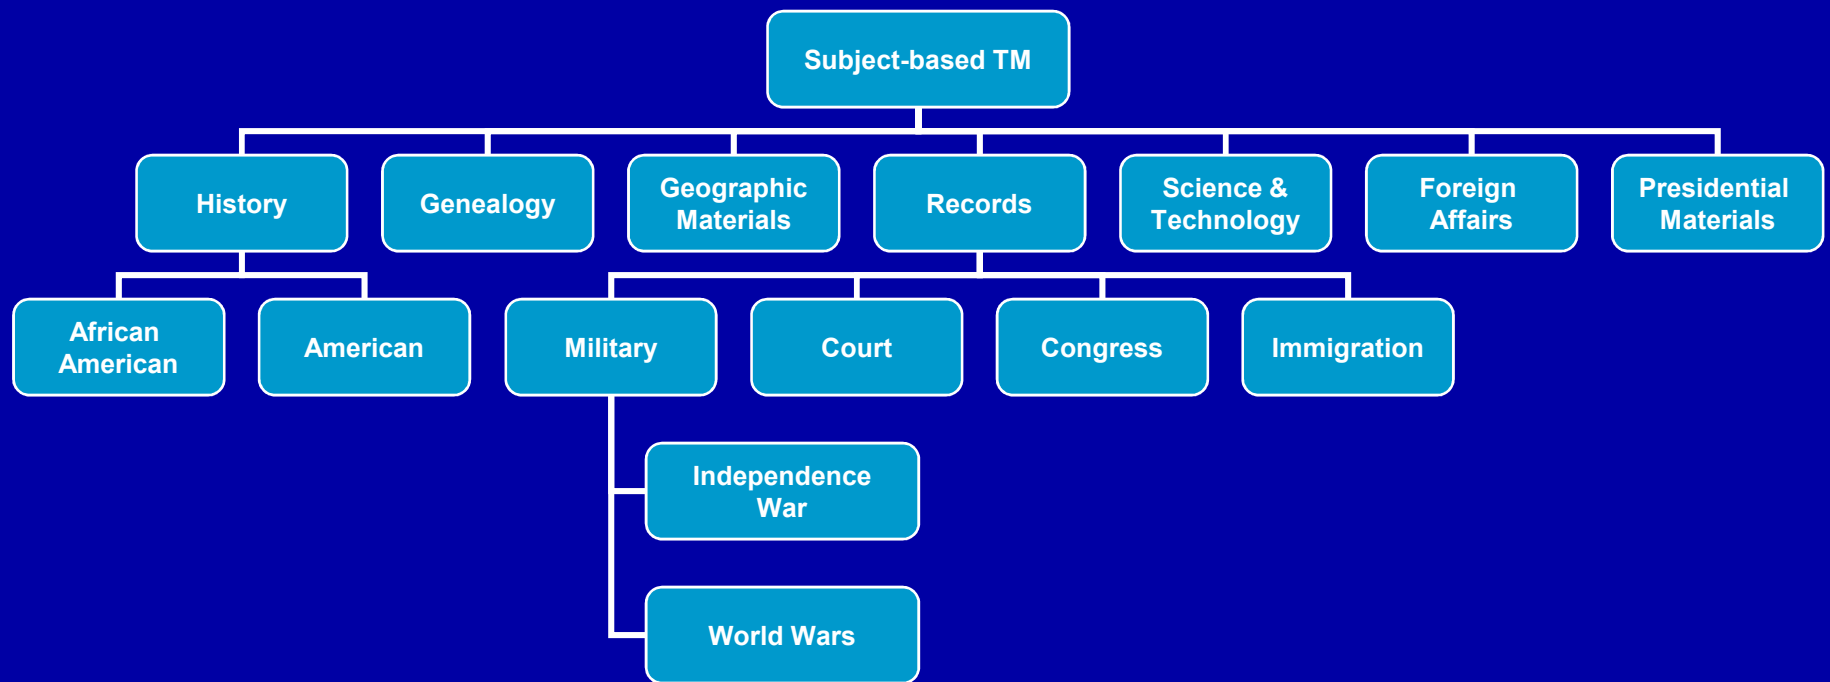 Subject-based TM
History
Genealogy
Geographic
Materials
Records
Science &
Technology
Foreign
Affairs
Presidential
Materials
African
American
American
Military
Court
Congress
Immigration
Independence
War
World Wars